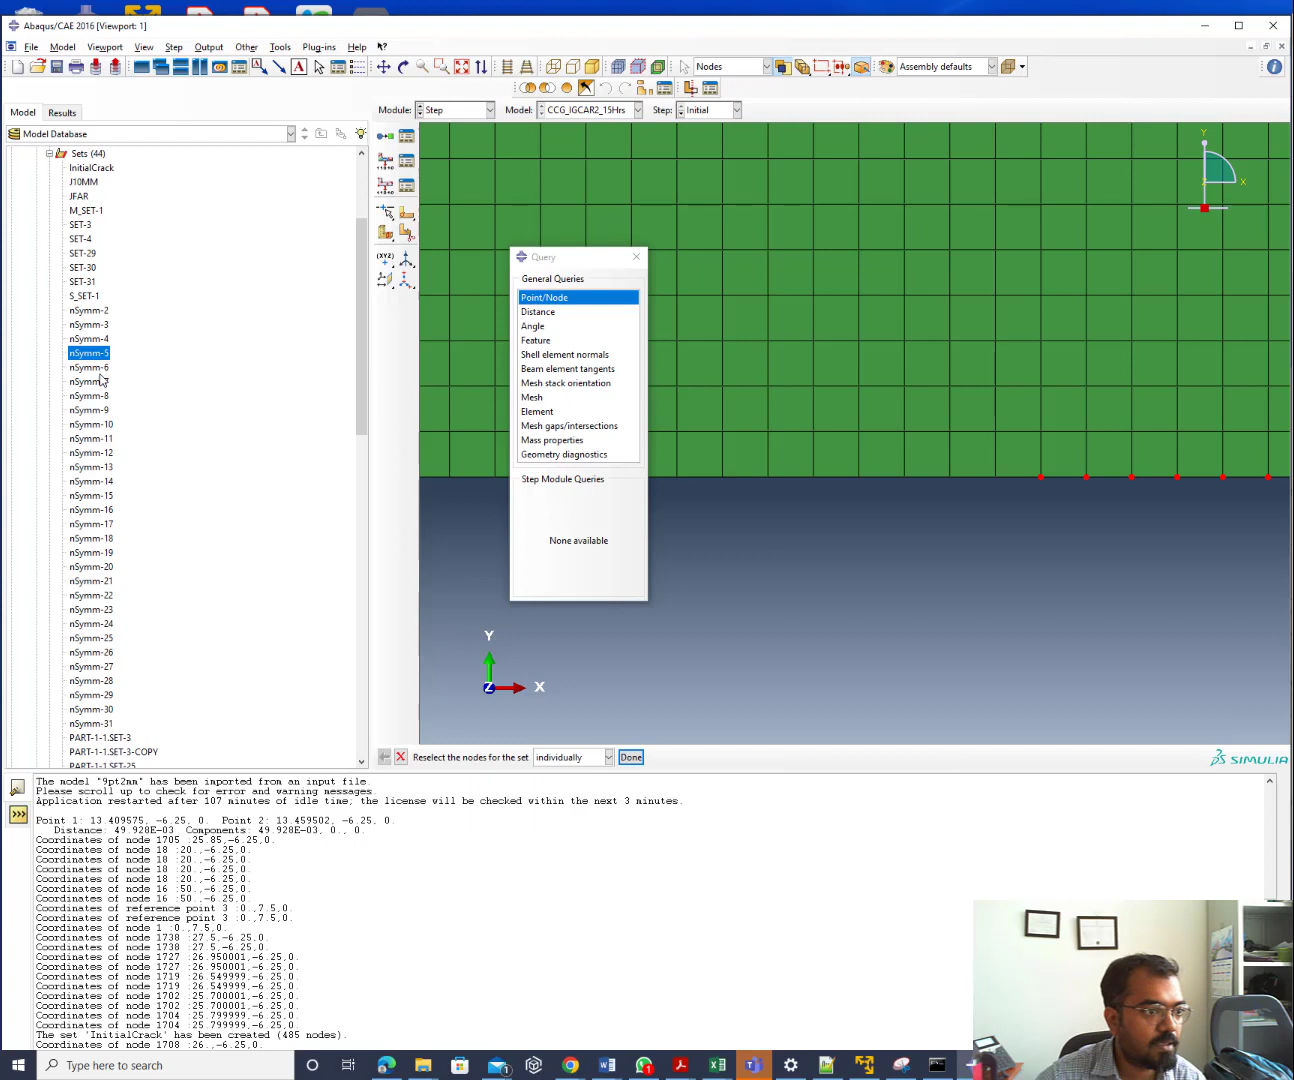 Abaqus/CAE 2016 [Viewport: 1]
File Model Viewport View Step Output Other Tools Plug-ins Help
Nodes
Assembly defaults
Model Results
Module: Step Model: CCG_IGCAR2_15Hrs Step: Initial
Model Database
Sets (44)
InitialCrack
J10MM
JFAR
M_SET-1
SET-3
SET-4
SET-29
SET-30
SET-31
S_SET-1
nSymm-2
nSymm-3
nSymm-4
nSymm-5
nSymm-6
nSymm-7
nSymm-8
nSymm-9
nSymm-10
nSymm-11
nSymm-12
nSymm-13
nSymm-14
nSymm-15
nSymm-16
nSymm-17
nSymm-18
nSymm-19
nSymm-20
nSymm-21
nSymm-22
nSymm-23
nSymm-24
nSymm-25
nSymm-26
nSymm-27
nSymm-28
nSymm-29
nSymm-30
nSymm-31
PART-1-1.SET-3
PART-1-1.SET-3-COPY
PART-1-1.SET-25
(XYZ)
Query
General Queries
Point/Node
Distance
Angle
Feature
Shell element normals
Beam element tangents
Mesh stack orientation
Mesh
Element
Mesh gaps/intersections
Mass properties
Geometry diagnostics
Step Module Queries
None available
Y
Z
X
Y
Z
X
Reselect the nodes for the set individually Done
SIMULIA
The model "9pt2mm" has been imported from an input file.
Please scroll up to check for error and warning messages.
Application restarted after 107 minutes of idle time; the license will be checked within the next 3 minutes.
Point 1: 13.409575, -6.25, 0. Point 2: 13.459502, -6.25, 0.
Distance: 49.928E-03 Components: 49.928E-03, 0., 0.
Coordinates of node 1705 :25.85,-6.25,0.
Coordinates of node 18 :20.,-6.25,0.
Coordinates of node 18 :20.,-6.25,0.
Coordinates of node 18 :20.,-6.25,0.
Coordinates of node 18 :20.,-6.25,0.
Coordinates of node 16 :50.,-6.25,0.
Coordinates of node 16 :50.,-6.25,0.
Coordinates of reference point 3 :0.,7.5,0.
Coordinates of reference point 3 :0.,7.5,0.
Coordinates of node 1 :0.,7.5,0.
Coordinates of node 1738 :27.5,-6.25,0.
Coordinates of node 1738 :27.5,-6.25,0.
Coordinates of node 1727 :26.950001,-6.25,0.
Coordinates of node 1727 :26.950001,-6.25,0.
Coordinates of node 1719 :26.549999,-6.25,0.
Coordinates of node 1719 :26.549999,-6.25,0.
Coordinates of node 1702 :25.700001,-6.25,0.
Coordinates of node 1702 :25.700001,-6.25,0.
Coordinates of node 1704 :25.799999,-6.25,0.
Coordinates of node 1704 :25.799999,-6.25,0.
The set 'InitialCrack' has been created (485 nodes).
Coordinates of node 1708 :26.,-6.25,0.
Type here to search